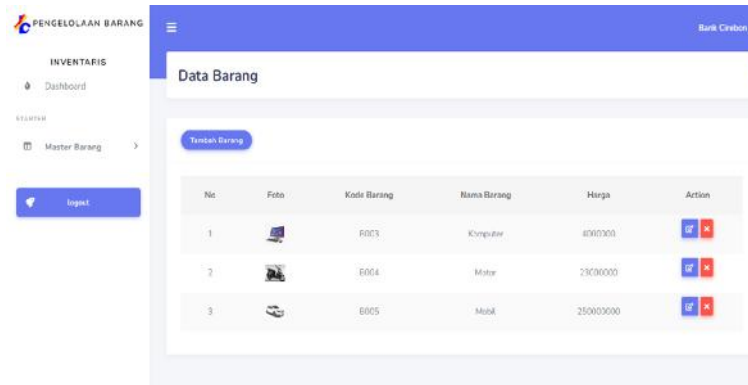 PENGELOLAAN BARANG
Bank Cirebon
INVENTARIS
Dashboard
Data Barang
STARTER
Master Barang
Tambah Barang
logout
No Foto Kode Barang Nama Barang Harga Action
1 B003 Komputer 4000000
2 B004 Motor 23000000
3 B005 Mobil 250000000